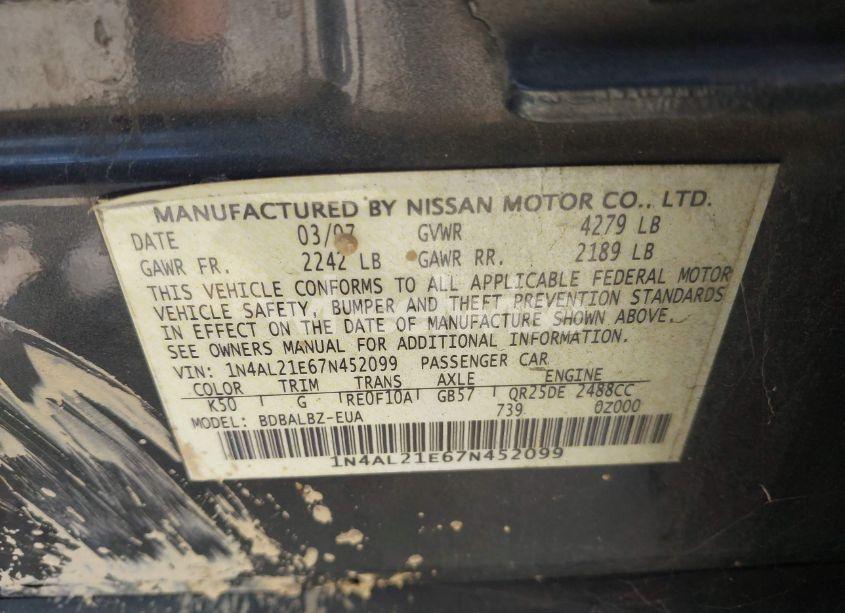 MANUFACTURED BY NISSAN MOTOR CO., LTD.
DATE 03/07 GVWR 4279 LB
GAWR FR. 2242 LB GAWR RR. 2189 LB
THIS VEHICLE CONFORMS TO ALL APPLICABLE FEDERAL MOTOR
VEHICLE SAFETY, BUMPER AND THEFT PREVENTION STANDARDS
IN EFFECT ON THE DATE OF MANUFACTURE SHOWN ABOVE.
SEE OWNERS MANUAL FOR ADDITIONAL INFORMATION.
VIN: 1N4AL21E67N452099 PASSENGER CAR
COLOR TRIM TRANS AXLE ENGINE
K50 G RE0F10A GB57 QR25DE 2488CC
MODEL: BDBALBZ-EUA 739 0Z000
1N4AL21E67N452099